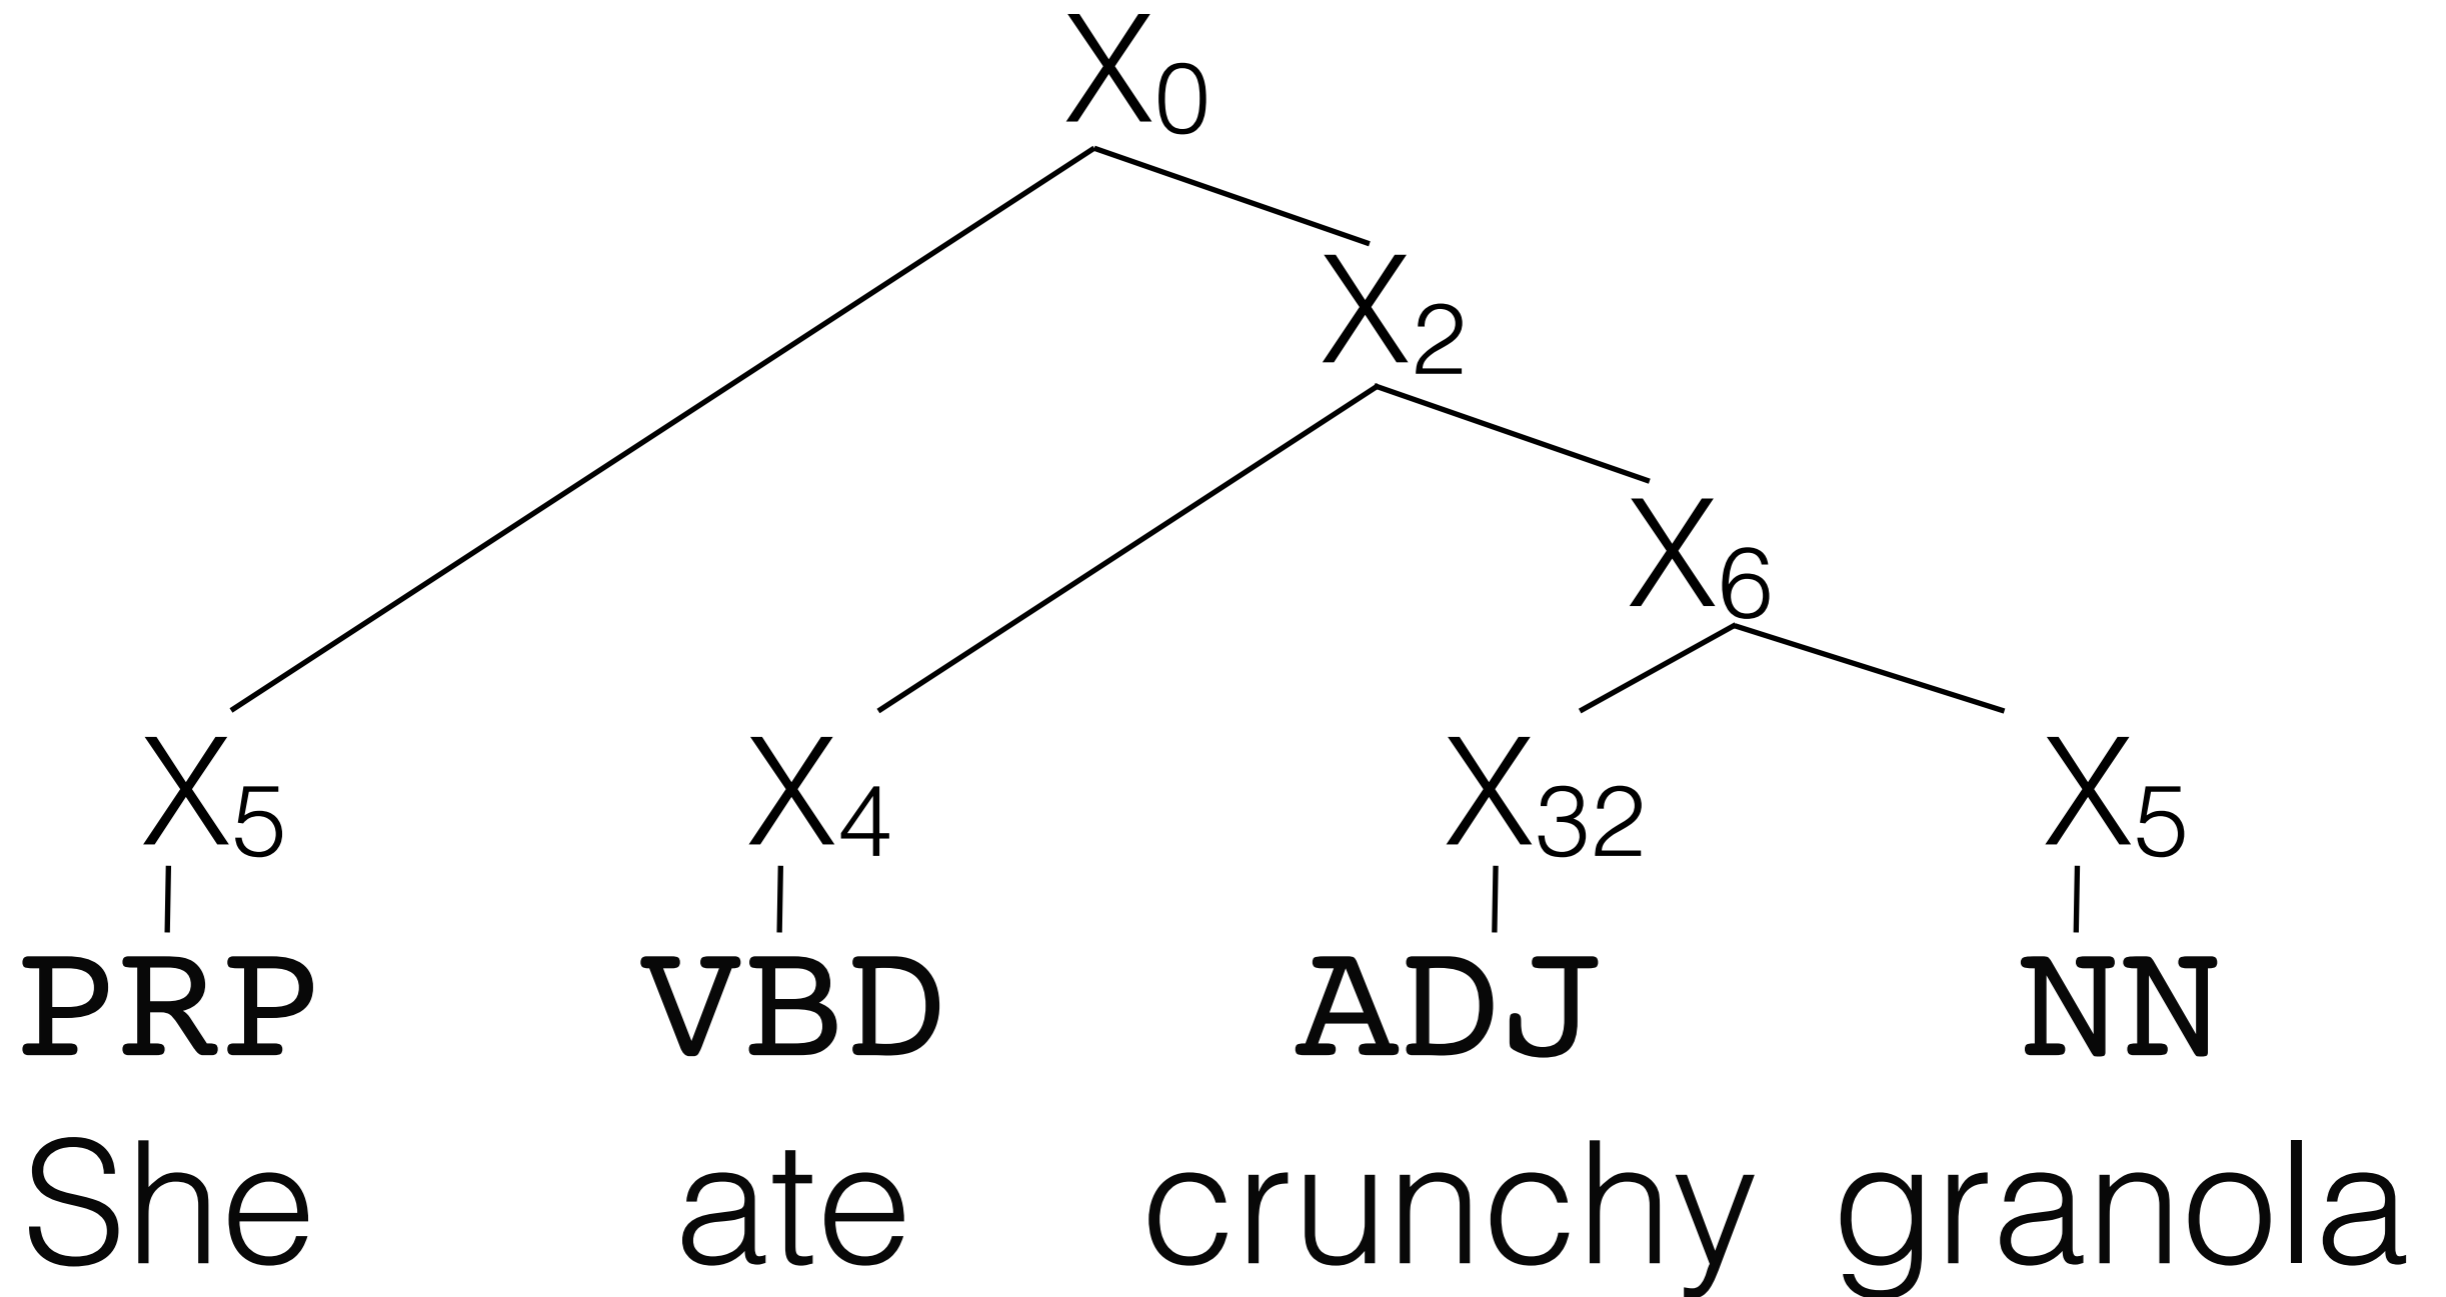 X0
X2
X6
X5 X4 X32 X5
PRP VBD ADJ NN
She ate crunchy granola